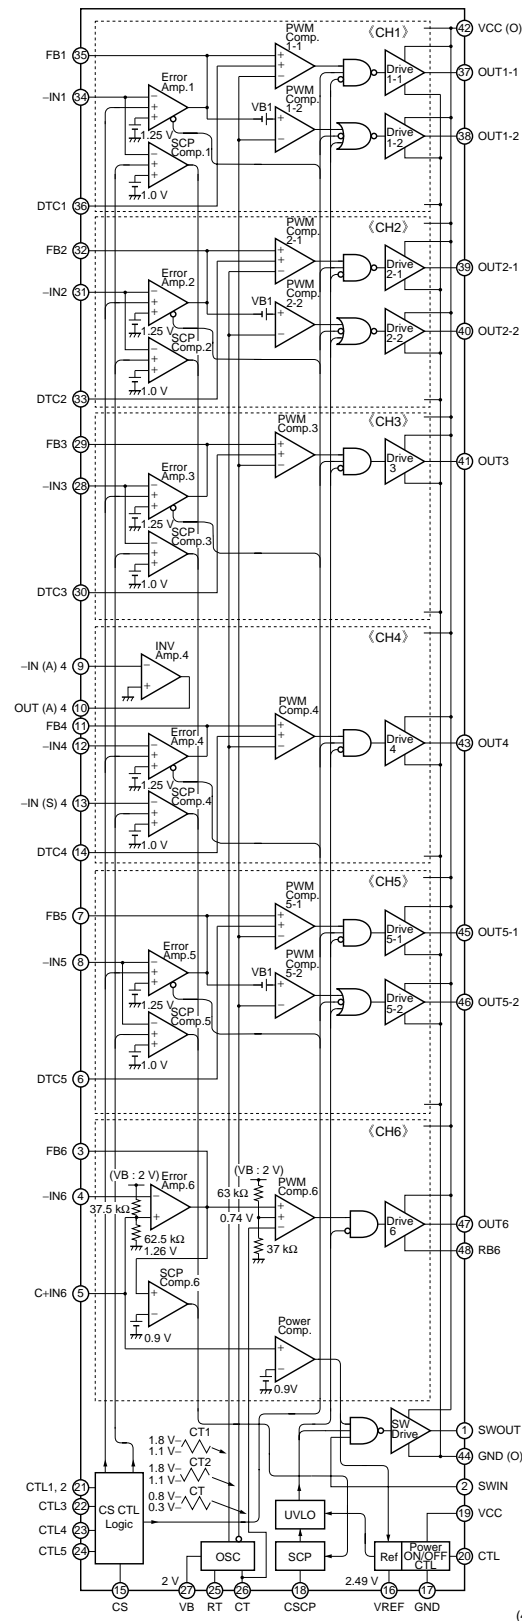 《CH1》
42 VCC (O)
FB1 35
PWM
Comp.
1-1
Drive
1-1
37 OUT1-1
Error
Amp.1
–IN1 34
1.25 V
VB1
PWM
Comp.
1-2
Drive
1-2
38 OUT1-2
SCP
Comp.1
1.0 V
DTC1 36
《CH2》
FB2 32
PWM
Comp.
2-1
Drive
2-1
39 OUT2-1
Error
Amp.2
–IN2 31
1.25 V
VB1
PWM
Comp.
2-2
Drive
2-2
40 OUT2-2
SCP
Comp.2
1.0 V
DTC2 33
《CH3》
FB3 29
PWM
Comp.3
Drive
3
41 OUT3
Error
Amp.3
–IN3 28
1.25 V
SCP
Comp.3
1.0 V
DTC3 30
《CH4》
–IN (A) 4 9
INV
Amp.4
OUT (A) 4 10
FB4 11
PWM
Comp.4
Drive
4
43 OUT4
–IN4 12
Error
Amp.4
1.25 V
–IN (S) 4 13
SCP
Comp.4
1.0 V
DTC4 14
《CH5》
FB5 7
PWM
Comp.
5-1
Drive
5-1
45 OUT5-1
Error
Amp.5
–IN5 8
1.25 V
VB1
PWM
Comp.
5-2
Drive
5-2
46 OUT5-2
SCP
Comp.5
1.0 V
DTC5 6
《CH6》
FB6 3
(VB : 2 V)
Error
Amp.6
(VB : 2 V)
–IN6 4
37.5 kΩ
63 kΩ
PWM
Comp.6
0.74 V
Drive
6
47 OUT6
62.5 kΩ
1.26 V
37 kΩ
48 RB6
C+IN6 5
SCP
Comp.6
0.9 V
Power
Comp.
0.9V
SW
Drive
1 SWOUT
44 GND (O)
1.8 V
1.1 V
CT1
1.8 V
1.1 V
CT2
0.8 V
0.3 V
CT
2 SWIN
CTL1, 2 21
CTL3 22
CTL4 23
CTL5 24
CS CTL
Logic
UVLO
19 VCC
OSC
SCP
Ref
Power
ON/OFF
CTL
20 CTL
2 V
2.49 V
15 27 25 26 18 16 17
CS VB RT CT CSCP VREF GND
(4